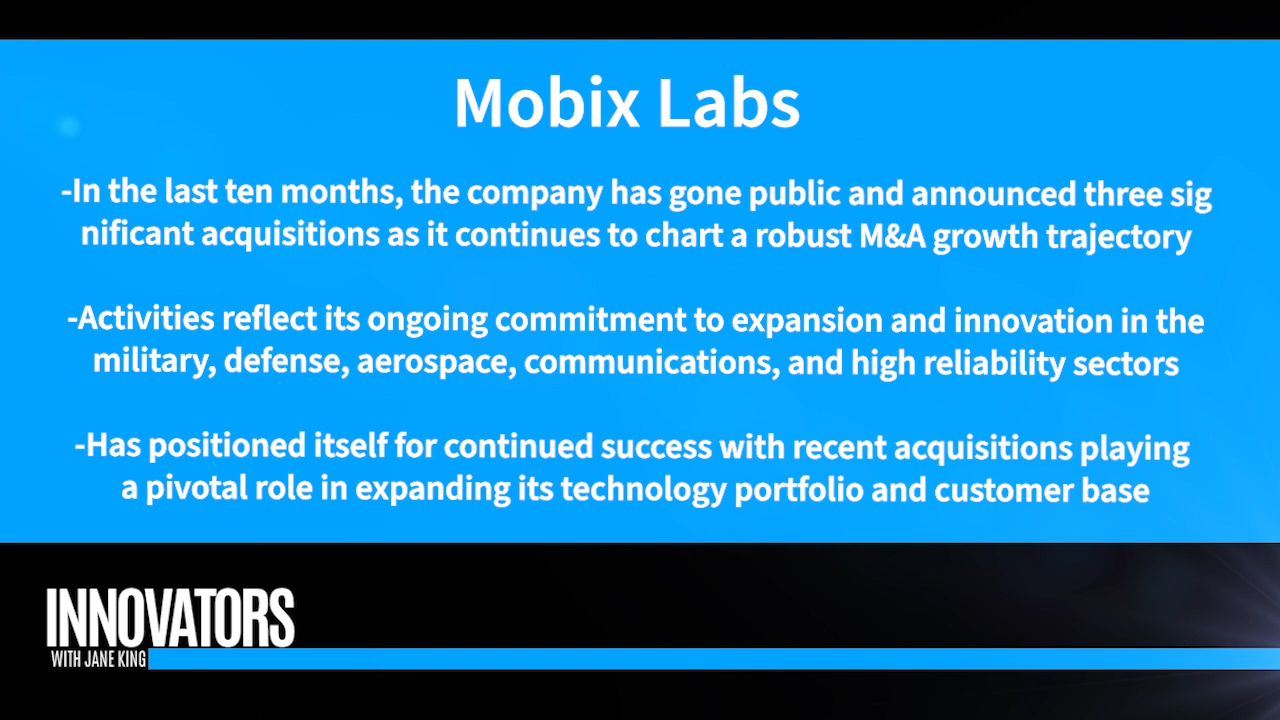 Mobix Labs
-In the last ten months, the company has gone public and announced three sig
nificant acquisitions as it continues to chart a robust M&A growth trajectory
-Activities reflect its ongoing commitment to expansion and innovation in the
military, defense, aerospace, communications, and high reliability sectors
-Has positioned itself for continued success with recent acquisitions playing
a pivotal role in expanding its technology portfolio and customer base
INNOVATORS
WITH JANE KING